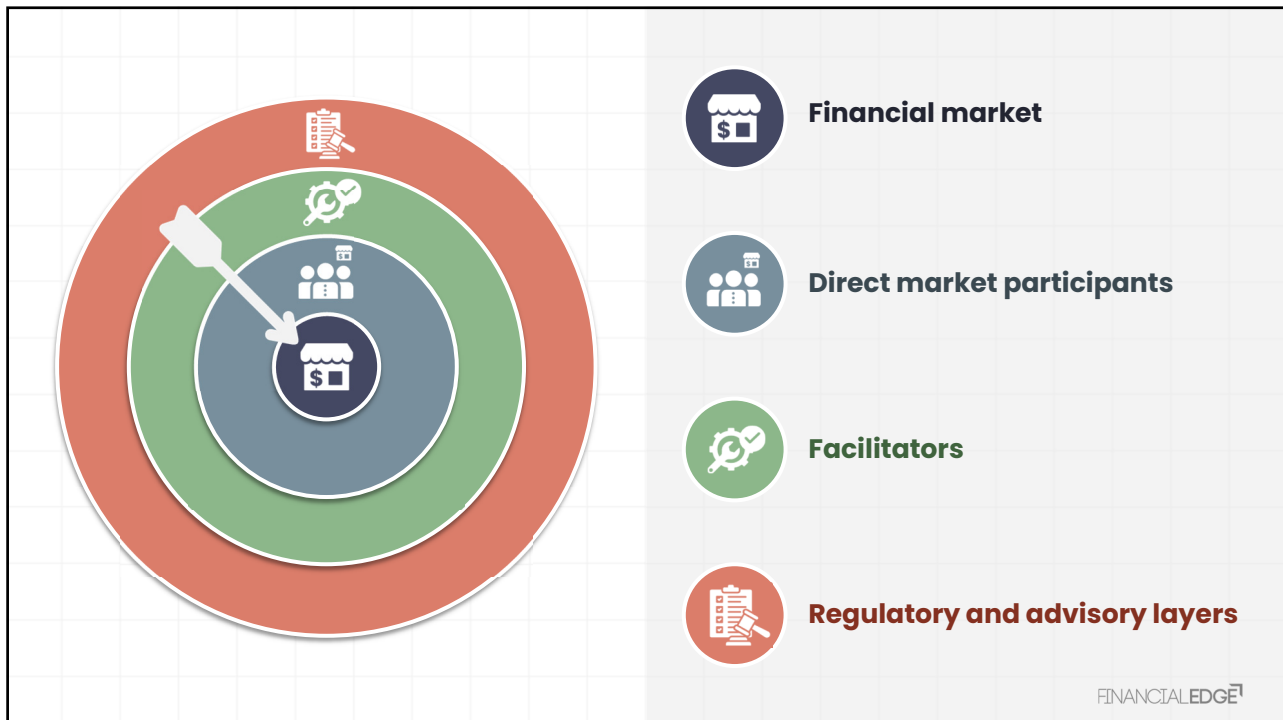 Financial market
Direct market participants
Facilitators
Regulatory and advisory layers
FINANCIALEDGE